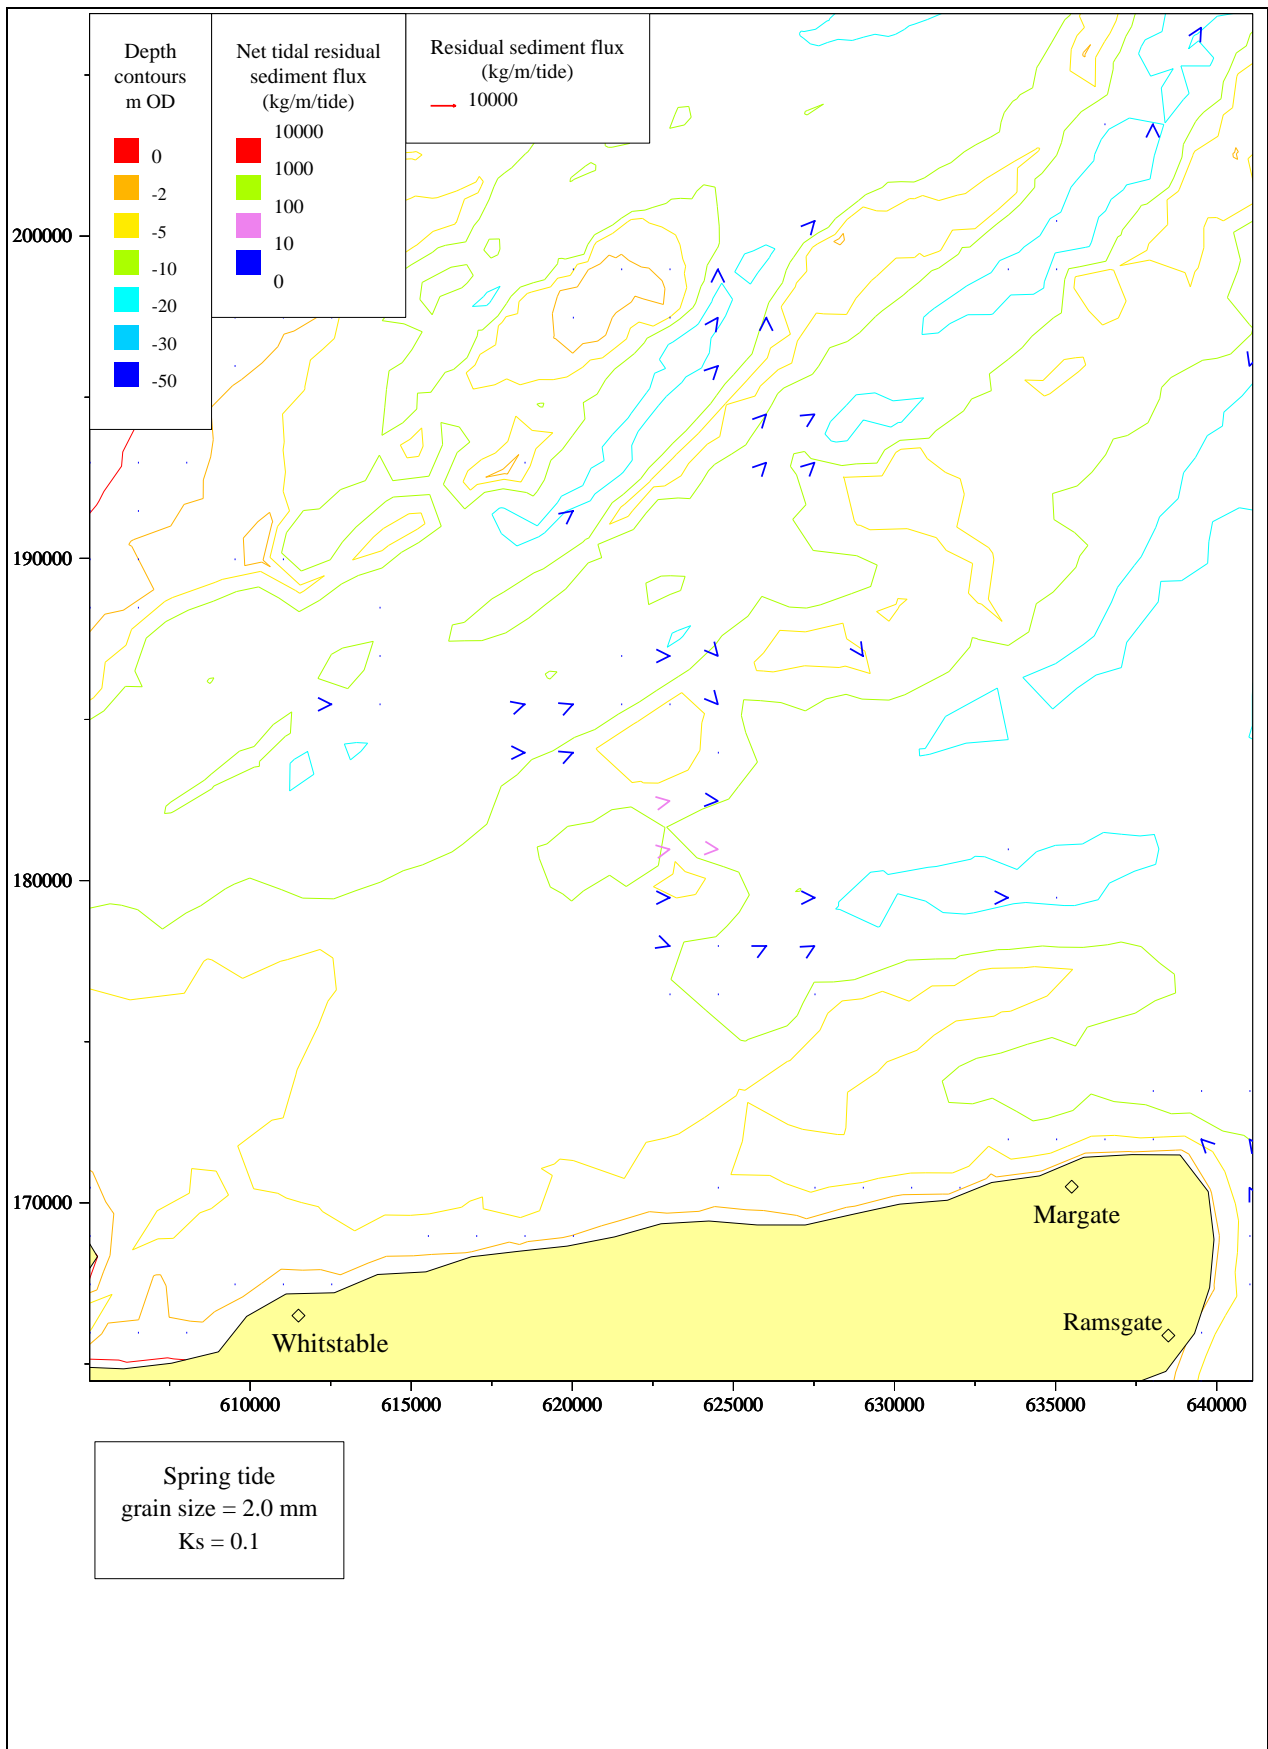 Depth
contours
m OD
0
-2
-5
-10
-20
-30
-50
Net tidal residual
sediment flux
(kg/m/tide)
10000
1000
100
10
0
Residual sediment flux
(kg/m/tide)
10000
200000
190000
180000
170000
Margate
Ramsgate
Whitstable
610000 615000 620000 625000 630000 635000 640000
Spring tide
grain size = 2.0 mm
Ks = 0.1